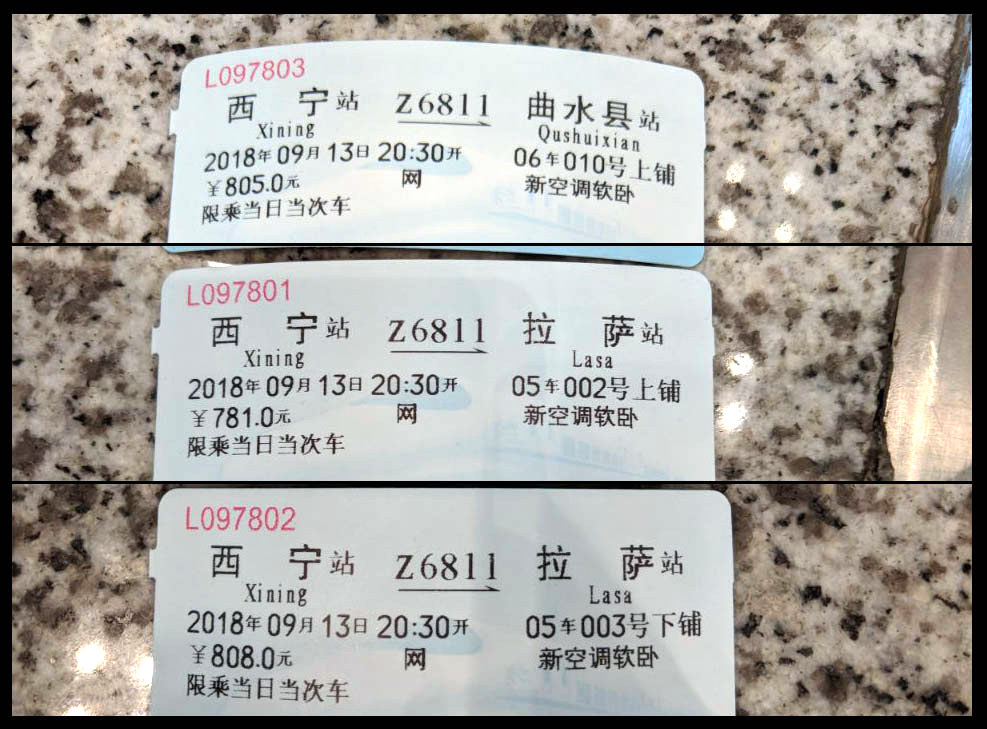 L097803
西 宁站 Z6811 曲水县站
Xining Qushuixian
2018年09月13日20:30开 06车010号上铺
￥805.0元 网 新空调软卧
限乘当日当次车
L097801
西 宁站 Z6811 拉 萨站
Xining Lasa
2018年09月13日20:30开 05车002号上铺
￥781.0元 网 新空调软卧
限乘当日当次车
L097802
西 宁站 Z6811 拉 萨站
Xining Lasa
2018年09月13日20:30开 05车003号下铺
￥808.0元 网 新空调软卧
限乘当日当次车